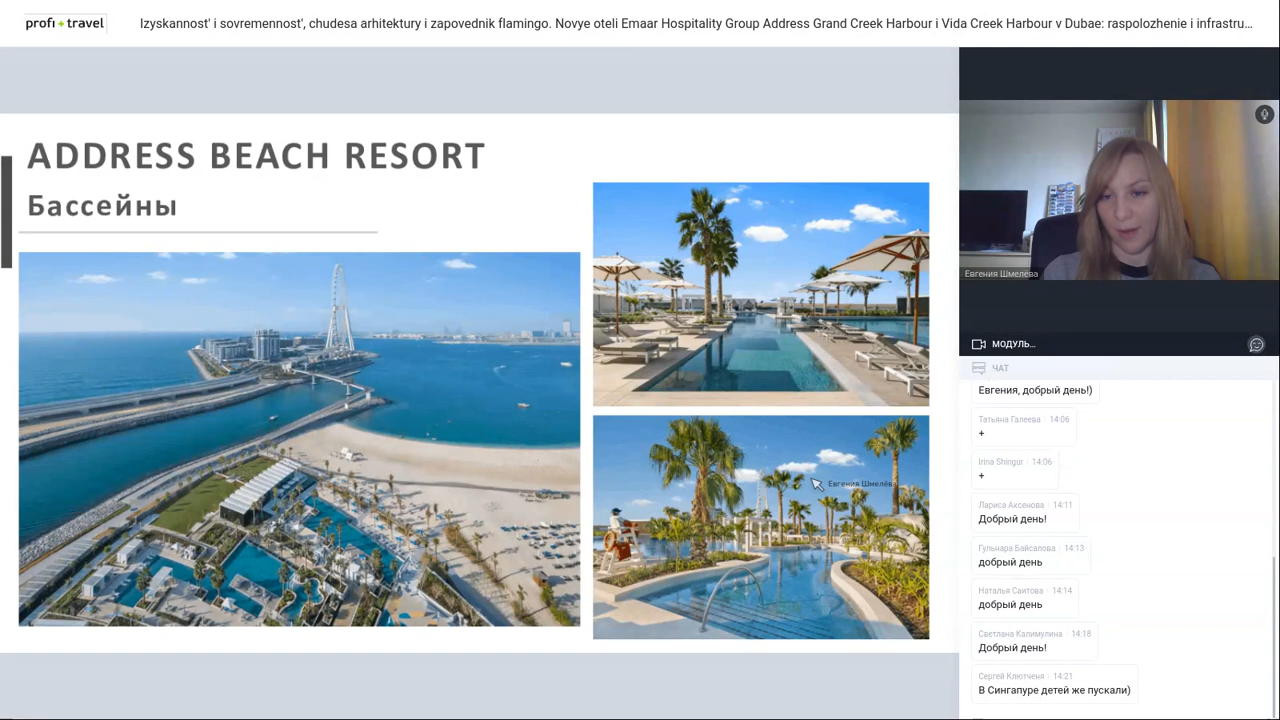 profi travel
Izyskannost' i sovremennost', chudesa arhitektury i zapovednik flamingo. Novye oteli Emaar Hospitality Group Address Grand Creek Harbour i Vida Creek Harbour v Dubae: raspolozhenie i infrastru...
ADDRESS BEACH RESORT
Бассейны
Евгения Шмелёва
Евгения Шмелёва
МОДУЛЬ...
ЧАТ
Евгения, добрый день!)
Татьяна Галеева 14:06
+
Irina Shingur 14:06
+
Лариса Аксенова 14:11
Добрый день!
Гульнара Байсалова 14:13
добрый день
Наталья Саитова 14:14
добрый день
Светлана Калимулина 14:18
Добрый день!
Сергей Клютченя 14:21
В Сингапуре детей же пускали)